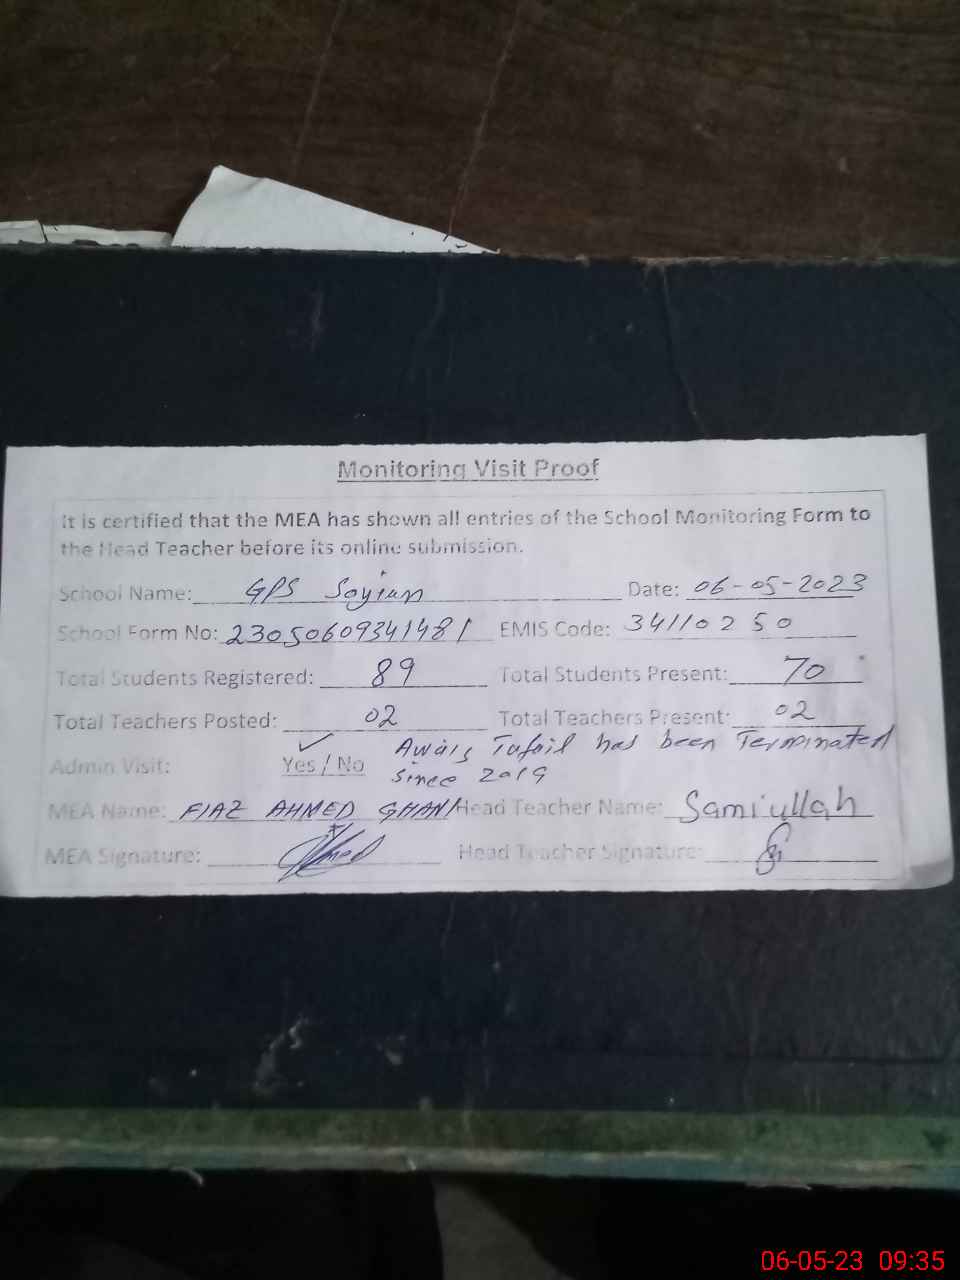 Monitoring Visit Proof
It is certified that the MEA has shown all entries of the School Monitoring Form to
the Head Teacher before its online submission.
School Name: GPS Soyian Date: 06-05-2023
School Form No: 23050609341481 EMIS Code: 34110250
Total Students Registered: 89 Total Students Present: 70
Total Teachers Posted: 02 Total Teachers Present: 02
Awais Tufail has been Terminated
Admin Visit: Yes / No since 2019
MEA Name: FIAZ AHMED GHANI Head Teacher Name: Samiullah
MEA Signature: Head Teacher Signature:
06-05-23 09:35